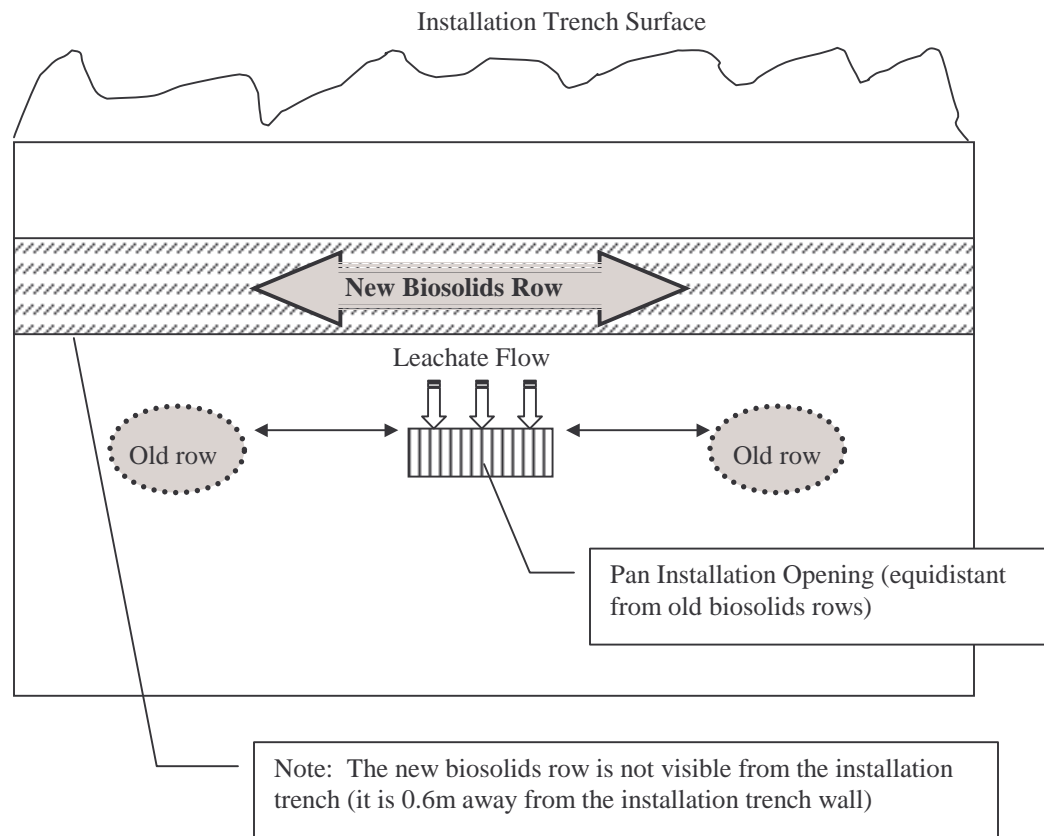 Installation Trench Surface
New Biosolids Row
Leachate Flow
Old row
Old row
Pan Installation Opening (equidistant
from old biosolids rows)
Note:  The new biosolids row is not visible from the installation
trench (it is 0.6m away from the installation trench wall)